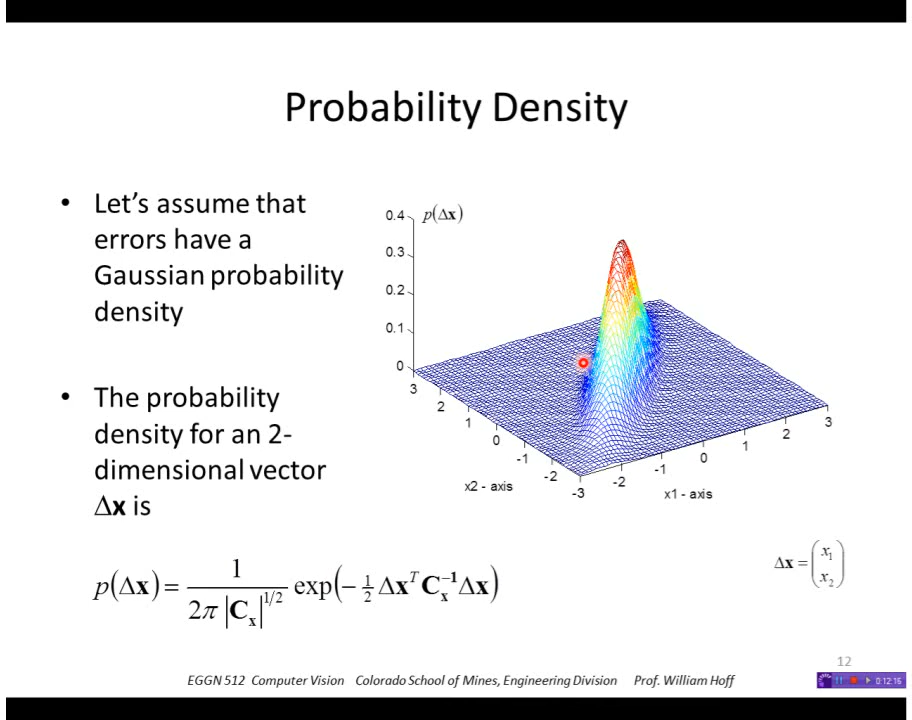 Probability Density
• Let's assume that
errors have a
Gaussian probability
density
• The probability
density for an 2-
dimensional vector
Δx is
p(Δx) = 1 / (2π |Cₓ|^{1/2}) exp(− ½ Δxᵀ Cₓ⁻¹ Δx)
p(Δx)
0.4
0.3
0.2
0.1
0
3
2
1
0
-1
-2
-3
x2 - axis
-2
-1
0
1
2
3
x1 - axis
Δx = (x₁
x₂)
12
EGGN 512 Computer Vision Colorado School of Mines, Engineering Division Prof. William Hoff
0:12:15